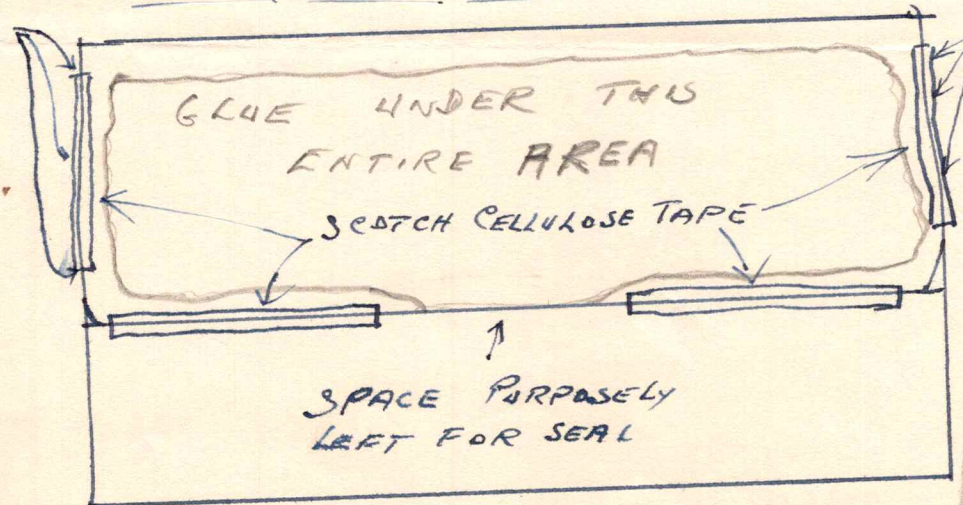 GLUE UNDER THIS
ENTIRE AREA
SCOTCH CELLULOSE TAPE
SPACE PURPOSELY
LEFT FOR SEAL